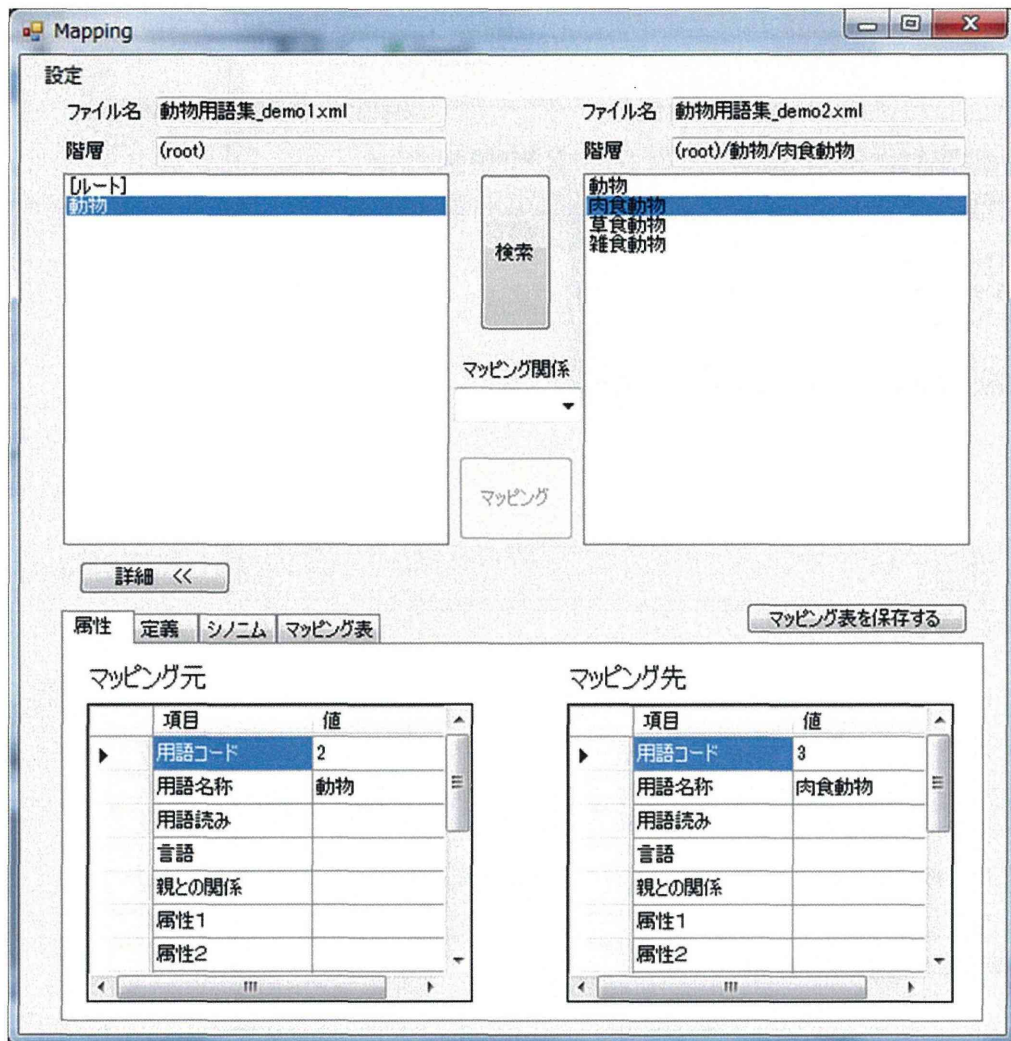 Mapping
設定
ファイル名 動物用語集_demo1.xml
階層 (root)
[ルート]
動物
検索
マッピング関係
マッピング
ファイル名 動物用語集_demo2.xml
階層 (root)/動物/肉食動物
動物
肉食動物
草食動物
雑食動物
詳細 <<
属性 定義 シノニム マッピング表
マッピング表を保存する
マッピング元
項目 値
用語コード 2
用語名称 動物
用語読み
言語
親との関係
属性1
属性2
マッピング先
項目 値
用語コード 3
用語名称 肉食動物
用語読み
言語
親との関係
属性1
属性2